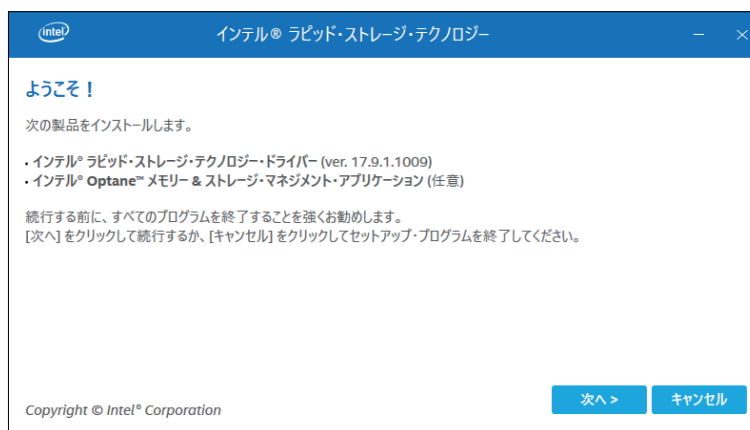 intel
インテル® ラピッド・ストレージ・テクノロジー
ようこそ！
次の製品をインストールします。
・インテル® ラピッド・ストレージ・テクノロジー・ドライバー (ver. 17.9.1.1009)
・インテル® Optane™ メモリー & ストレージ・マネジメント・アプリケーション (任意)
続行する前に、すべてのプログラムを終了することを強くお勧めします。
[次へ] をクリックして続行するか、[キャンセル] をクリックしてセットアップ・プログラムを終了してください。
Copyright © Intel® Corporation
次へ >
キャンセル